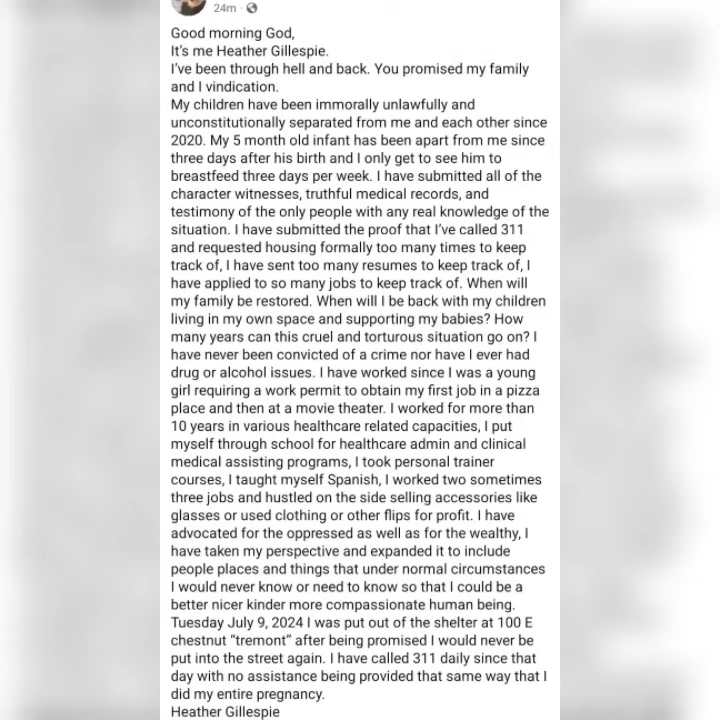 24m
Good morning God,
It's me Heather Gillespie.
I've been through hell and back. You promised my family
and I vindication.
My children have been immorally unlawfully and
unconstitutionally separated from me and each other since
2020. My 5 month old infant has been apart from me since
three days after his birth and I only get to see him to
breastfeed three days per week. I have submitted all of the
character witnesses, truthful medical records, and
testimony of the only people with any real knowledge of the
situation. I have submitted the proof that I've called 311
and requested housing formally too many times to keep
track of, I have sent too many resumes to keep track of, I
have applied to so many jobs to keep track of. When will
my family be restored. When will I be back with my children
living in my own space and supporting my babies? How
many years can this cruel and torturous situation go on? I
have never been convicted of a crime nor have I ever had
drug or alcohol issues. I have worked since I was a young
girl requiring a work permit to obtain my first job in a pizza
place and then at a movie theater. I worked for more than
10 years in various healthcare related capacities, I put
myself through school for healthcare admin and clinical
medical assisting programs, I took personal trainer
courses, I taught myself Spanish, I worked two sometimes
three jobs and hustled on the side selling accessories like
glasses or used clothing or other flips for profit. I have
advocated for the oppressed as well as for the wealthy, I
have taken my perspective and expanded it to include
people places and things that under normal circumstances
I would never know or need to know so that I could be a
better nicer kinder more compassionate human being.
Tuesday July 9, 2024 I was put out of the shelter at 100 E
chestnut "tremont" after being promised I would never be
put into the street again. I have called 311 daily since that
day with no assistance being provided that same way that I
did my entire pregnancy.
Heather Gillespie